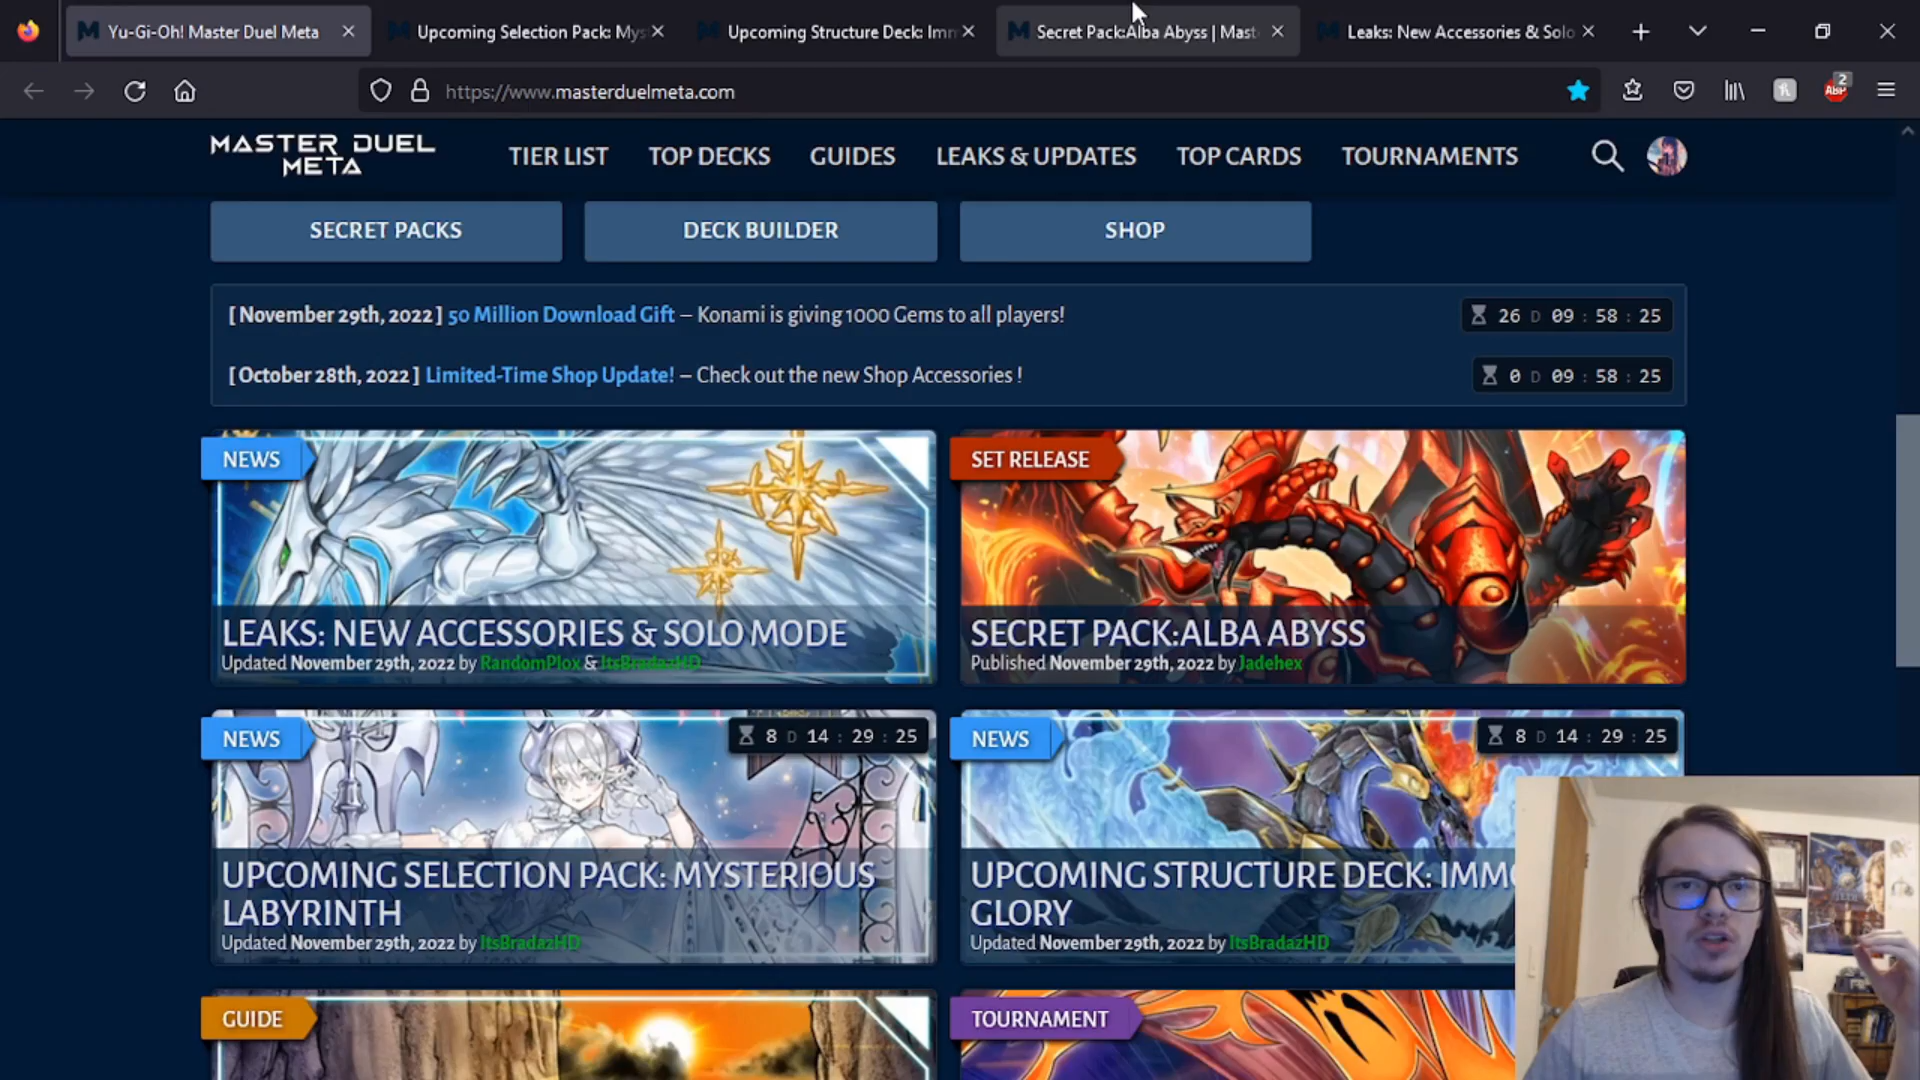 Yu-Gi-Oh! Master Duel Meta
Upcoming Selection Pack: Mys
Upcoming Structure Deck: Imm
Secret Pack:Alba Abyss | Mast
Leaks: New Accessories & Solo
https://www.masterduelmeta.com
2
ABP
MASTER DUEL
META
TIER LIST
TOP DECKS
GUIDES
LEAKS & UPDATES
TOP CARDS
TOURNAMENTS
SECRET PACKS
DECK BUILDER
SHOP
[ November 29th, 2022 ] 50 Million Download Gift – Konami is giving 1000 Gems to all players!
26 D 09 : 58 : 25
[ October 28th, 2022 ] Limited-Time Shop Update! – Check out the new Shop Accessories !
0 D 09 : 58 : 25
NEWS
LEAKS: NEW ACCESSORIES & SOLO MODE
Updated November 29th, 2022 by RandomPlox & ItsBradazHD
SET RELEASE
SECRET PACK:ALBA ABYSS
Published November 29th, 2022 by Jadehex
NEWS
8 D 14 : 29 : 25
UPCOMING SELECTION PACK: MYSTERIOUS
LABYRINTH
Updated November 29th, 2022 by ItsBradazHD
NEWS
8 D 14 : 29 : 25
UPCOMING STRUCTURE DECK: IMMO
GLORY
Updated November 29th, 2022 by ItsBradazHD
GUIDE
TOURNAMENT